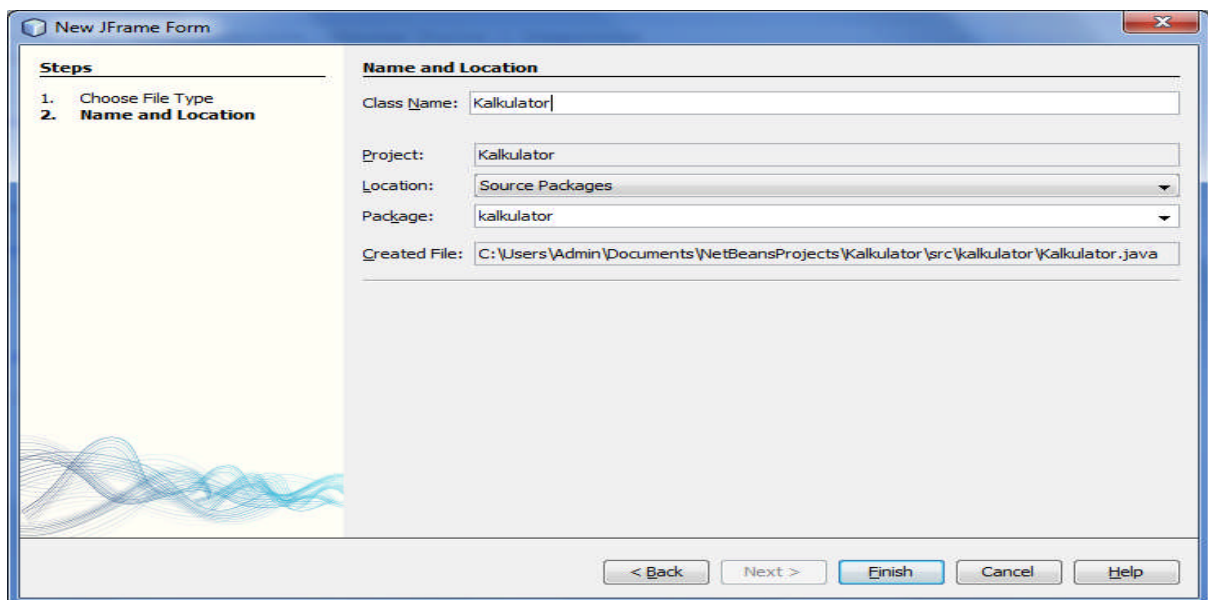 New JFrame Form
Steps
1. Choose File Type
2. Name and Location
Name and Location
Class Name: Kalkulator
Project: Kalkulator
Location: Source Packages
Package: kalkulator
Created File: C:\Users\Admin\Documents\NetBeansProjects\Kalkulator\src\kalkulator\Kalkulator.java
< Back Next > Finish Cancel Help